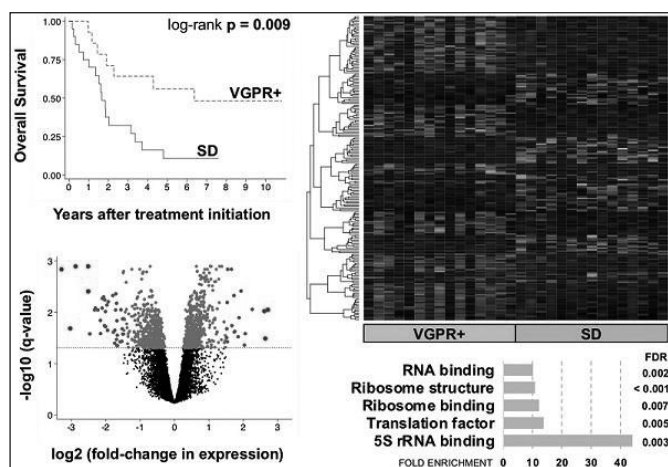 log-rank p = 0.009
1.00
0.75
0.50
0.25
0.00
Overall Survival
VGPR+
SD
0 1 2 3 4 5 6 7 8 9 10
Years after treatment initiation
3
2
1
0
-log10 (q-value)
-3 -2 -1 0 1 2 3
log2 (fold-change in expression)
VGPR+ SD
FDR
RNA binding 0.002
Ribosome structure < 0.001
Ribosome binding 0.007
Translation factor 0.005
5S rRNA binding 0.003
FOLD ENRICHMENT 0 10 20 30 40